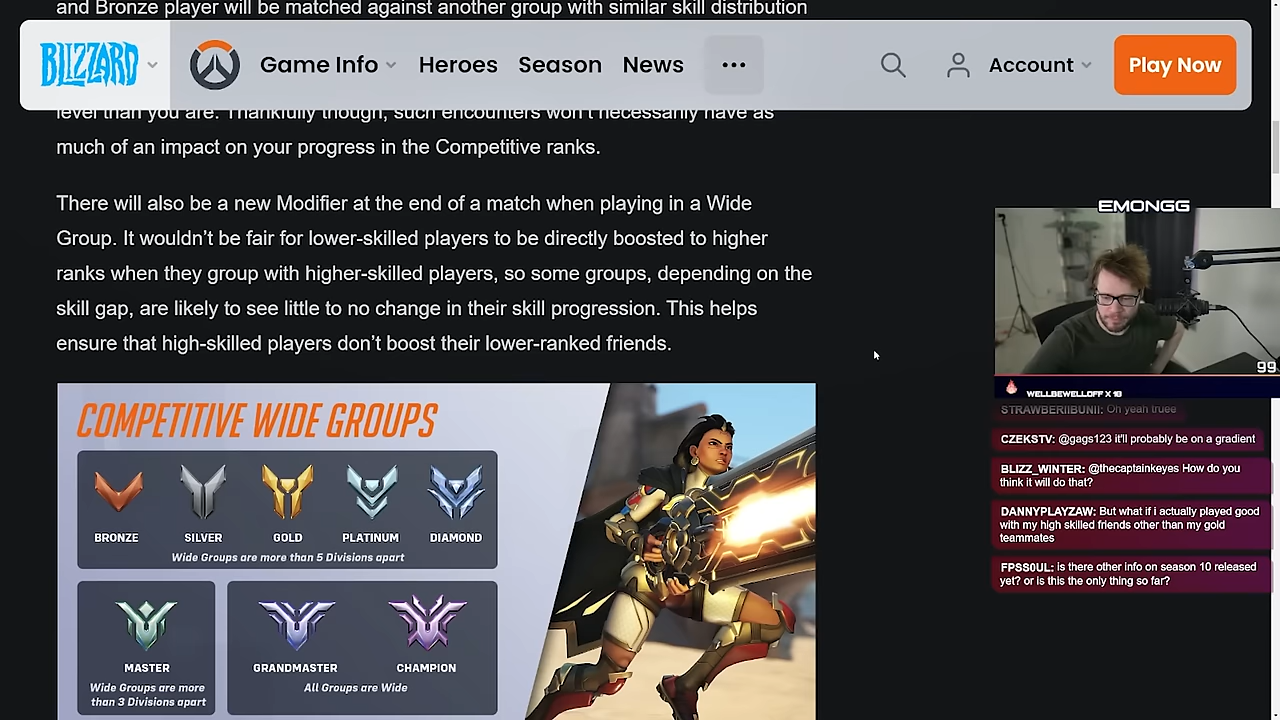 and Bronze player will be matched against another group with similar skill distribution
BLIZZARD
Game Info
Heroes
Season
News
Account
Play Now
level than you are. Thankfully though, such encounters won't necessarily have as
much of an impact on your progress in the Competitive ranks.
There will also be a new Modifier at the end of a match when playing in a Wide
Group. It wouldn’t be fair for lower-skilled players to be directly boosted to higher
ranks when they group with higher-skilled players, so some groups, depending on the
skill gap, are likely to see little to no change in their skill progression. This helps
ensure that high-skilled players don’t boost their lower-ranked friends.
COMPETITIVE WIDE GROUPS
BRONZE
SILVER
GOLD
PLATINUM
DIAMOND
Wide Groups are more than 5 Divisions apart
MASTER
Wide Groups are more
than 3 Divisions apart
GRANDMASTER
CHAMPION
All Groups are Wide
EMONGG
99
WELLBEWELLOFF X 10
STRAWBERIIBUNII: Oh yeah truee
CZEKSTV: @gags123 it'll probably be on a gradient
BLIZZ_WINTER: @thecaptainkeyes How do you
think it will do that?
DANNYPLAYZAW: But what if i actually played good
with my high skilled friends other than my gold
teammates
FPSS0UL: is there other info on season 10 released
yet? or is this the only thing so far?